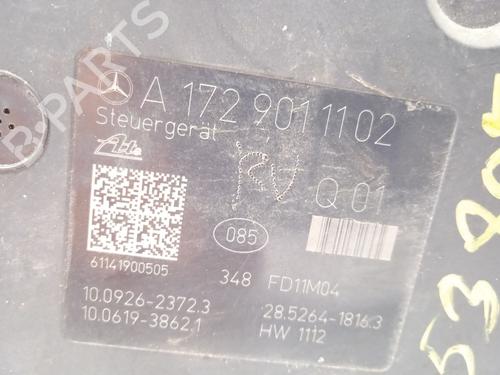 B-PARTS
A 172 901 11 02
Steuergerät
Ate
RV
Q 01
085
61141900505
348 FD11M04
10.0926-2372.3
28.5264-1816.3
10.0619-3862.1
HW 1112